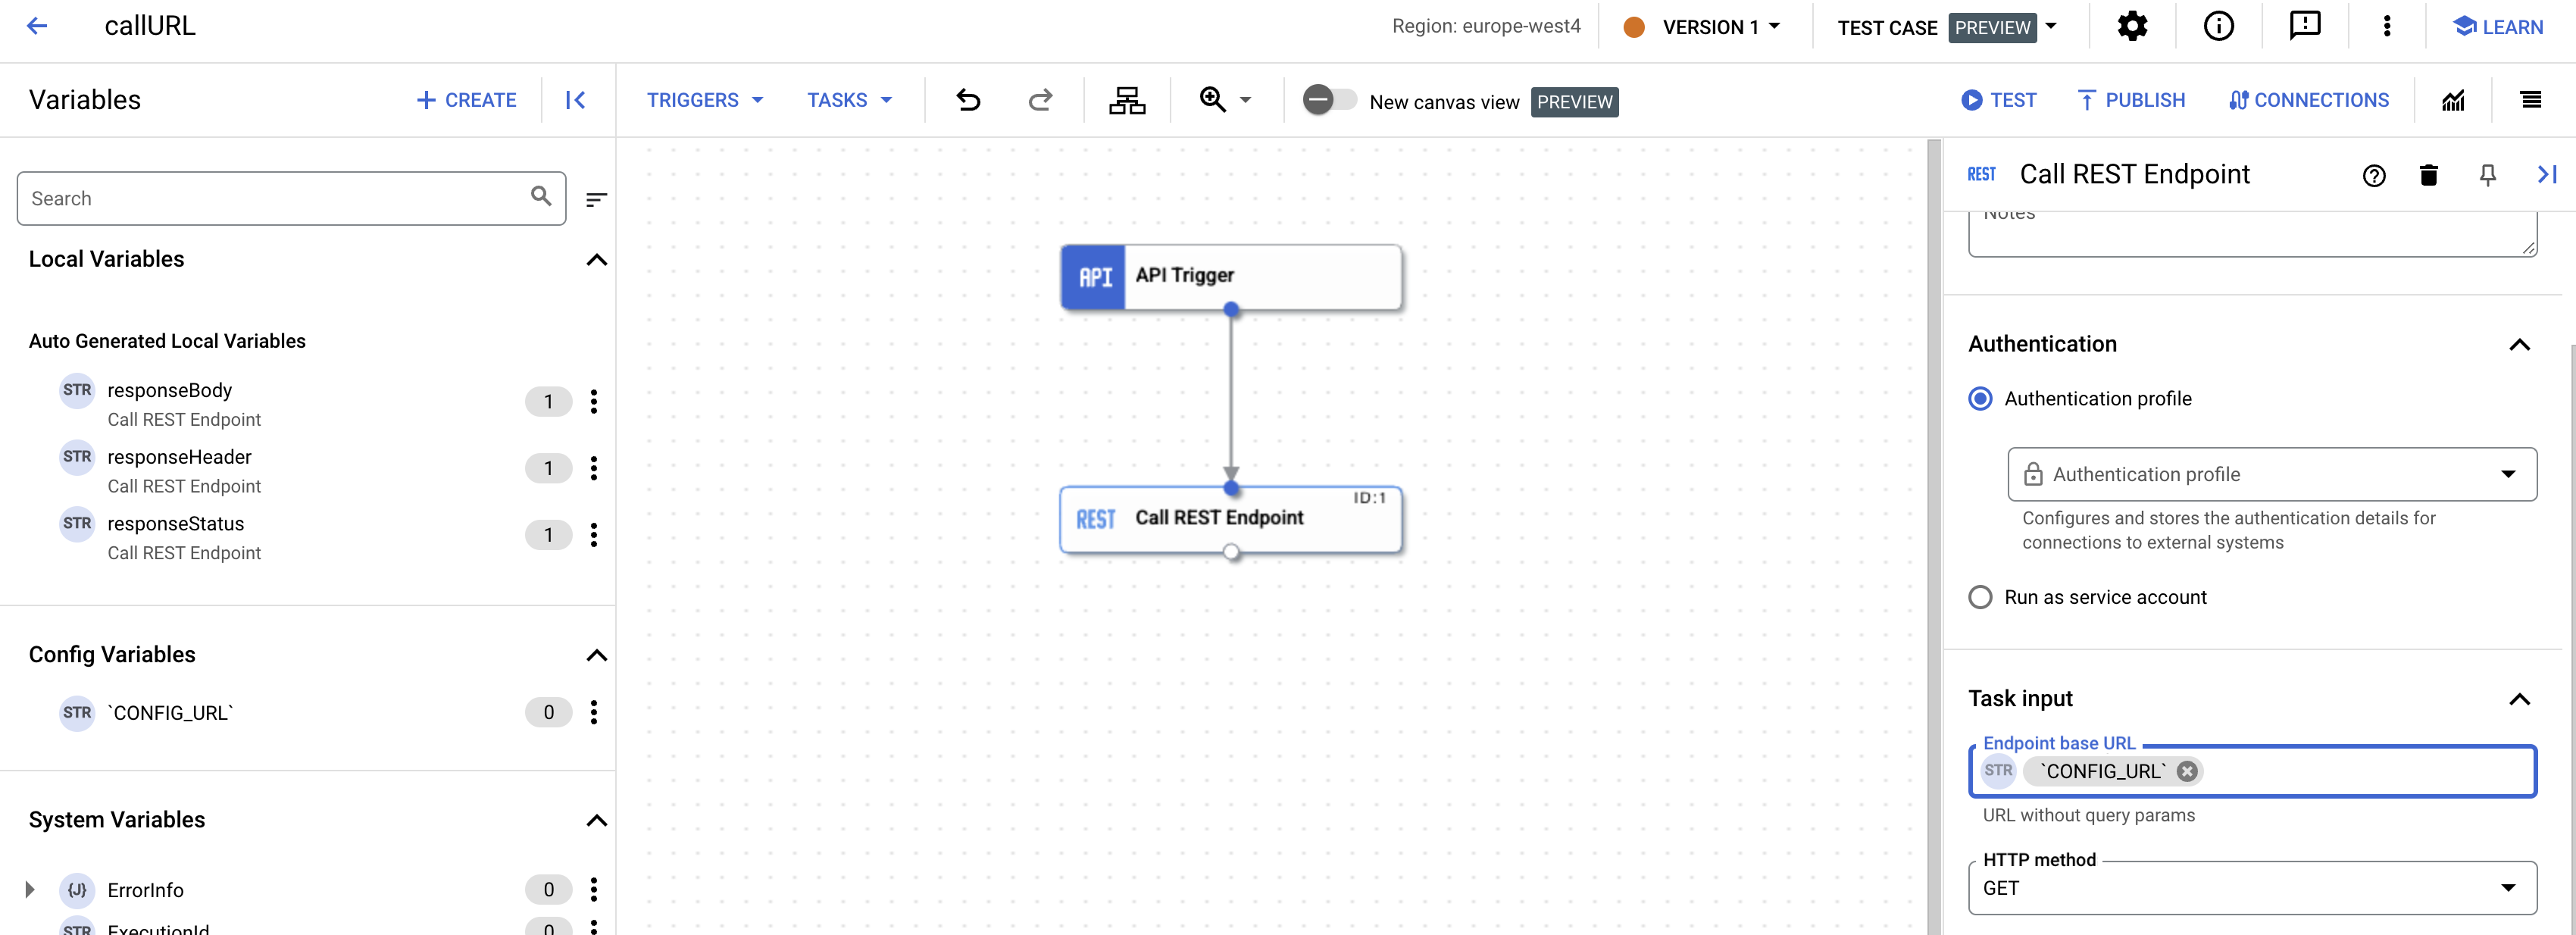 callURL
Region: europe-west4
VERSION 1
TEST CASE PREVIEW
LEARN
Variables
CREATE
TRIGGERS
TASKS
New canvas view PREVIEW
TEST
PUBLISH
CONNECTIONS
Search
Local Variables
Auto Generated Local Variables
STR responseBody 1
Call REST Endpoint
STR responseHeader 1
Call REST Endpoint
STR responseStatus 1
Call REST Endpoint
Config Variables
STR `CONFIG_URL` 0
System Variables
{J} ErrorInfo 0
STR ExecutionId 0
API API Trigger
ID:1
REST Call REST Endpoint
REST Call REST Endpoint
Notes
Authentication
Authentication profile
Authentication profile
Configures and stores the authentication details for
connections to external systems
Run as service account
Task input
Endpoint base URL
STR `CONFIG_URL`
URL without query params
HTTP method
GET